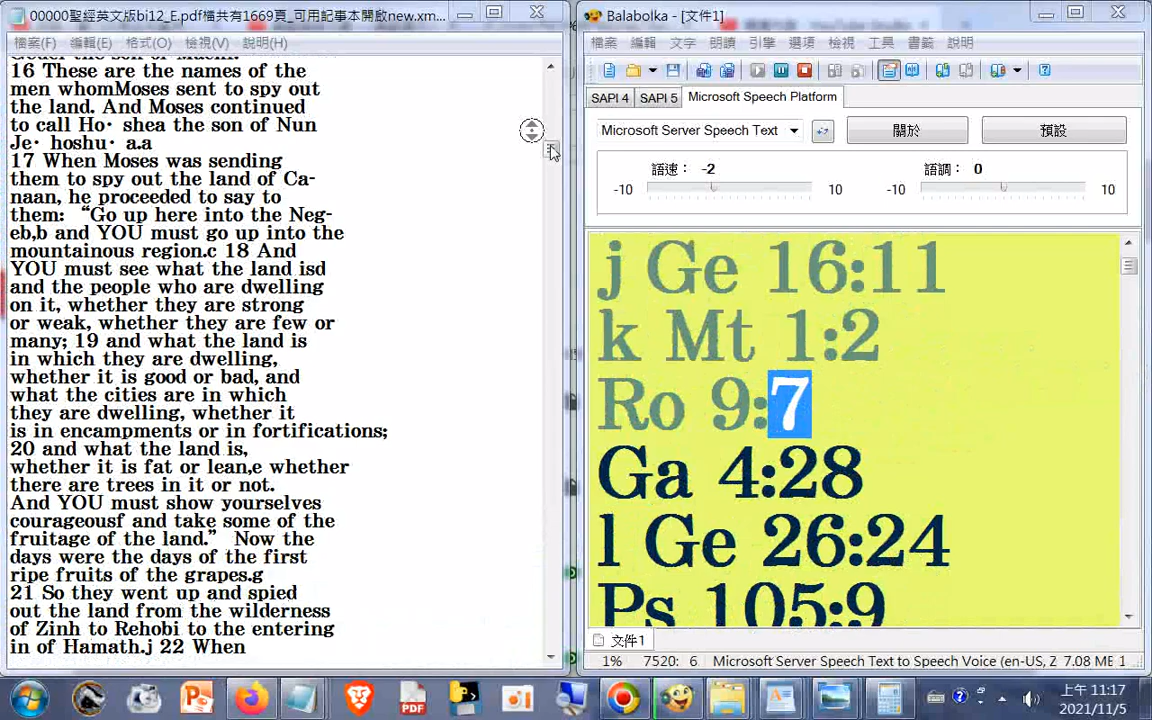 00000聖經英文版bi12_E.pdf檔共有1669頁_可用記事本開啟new.xm...
檔案(F) 編輯(E) 格式(O) 檢視(V) 說明(H)
16 These are the names of the
men whomMoses sent to spy out
the land. And Moses continued
to call Ho· shea the son of Nun
Je· hoshu· a.a
17 When Moses was sending
them to spy out the land of Ca-
naan, he proceeded to say to
them: “Go up here into the Neg-
eb,b and YOU must go up into the
mountainous region.c 18 And
YOU must see what the land isd
and the people who are dwelling
on it, whether they are strong
or weak, whether they are few or
many; 19 and what the land is
in which they are dwelling,
whether it is good or bad, and
what the cities are in which
they are dwelling, whether it
is in encampments or in fortifications;
20 and what the land is,
whether it is fat or lean,e whether
there are trees in it or not.
And YOU must show yourselves
courageousf and take some of the
fruitage of the land.” Now the
days were the days of the first
ripe fruits of the grapes.g
21 So they went up and spied
out the land from the wilderness
of Zinh to Rehobi to the entering
in of Hamath.j 22 When
Balabolka - [文件1]
檔案 編輯 文字 朗讀 引擎 選項 檢視 工具 書籤 說明
SAPI 4 SAPI 5 Microsoft Speech Platform
Microsoft Server Speech Text 關於 預設
語速： -2 語調： 0
-10 10 -10 10
j Ge 16:11
k Mt 1:2
Ro 9:7
Ga 4:28
l Ge 26:24
Ps 105:9
文件1
1% 7520: 6 Microsoft Server Speech Text to Speech Voice (en-US, Z 7.08 ME 1
上午 11:17
2021/11/5